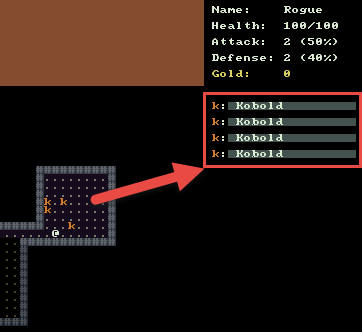 Name: Rogue
Health: 100/100
Attack: 2 (50%)
Defense: 2 (40%)
Gold: 0
k: Kobold
k: Kobold
k: Kobold
k: Kobold
k k
k
k
@